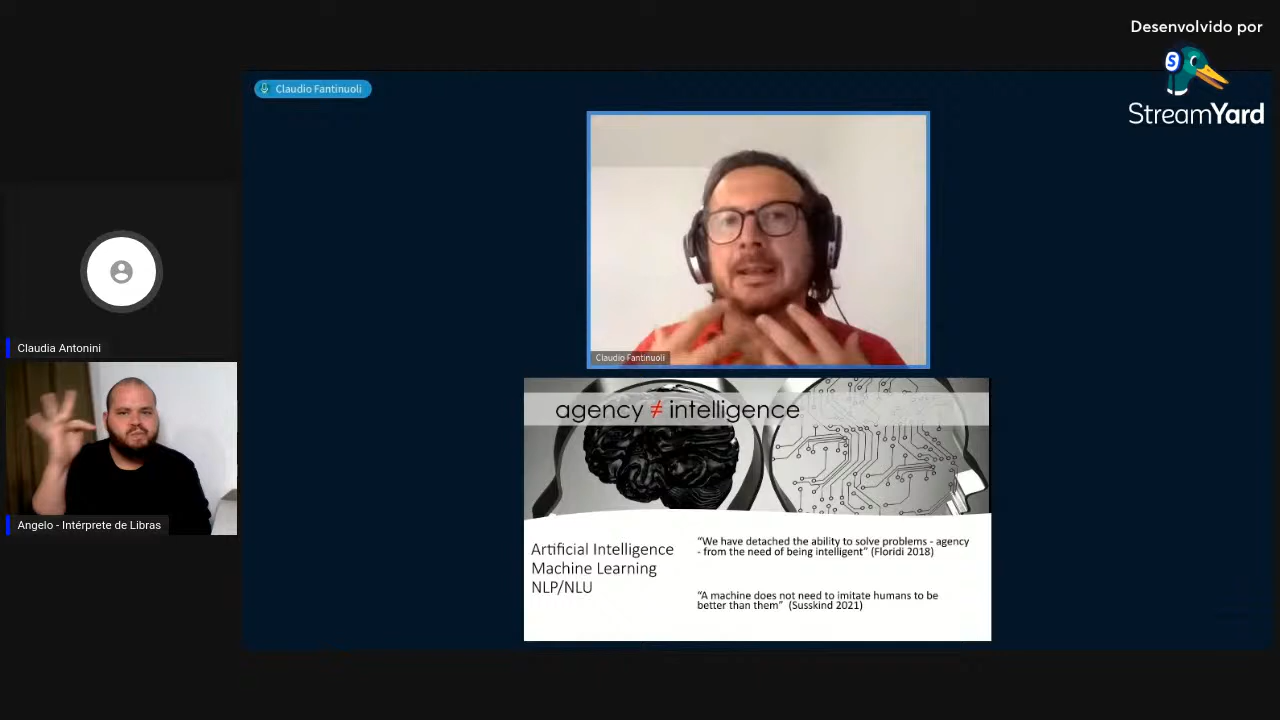 Desenvolvido por
StreamYard
Claudio Fantinuoli
Claudio Fantinuoli
Claudia Antonini
Angelo - Intérprete de Libras
agency ≠ intelligence
Artificial Intelligence
Machine Learning
NLP/NLU
“We have detached the ability to solve problems - agency
- from the need of being intelligent” (Floridi 2018)
“A machine does not need to imitate humans to be
better than them” (Susskind 2021)